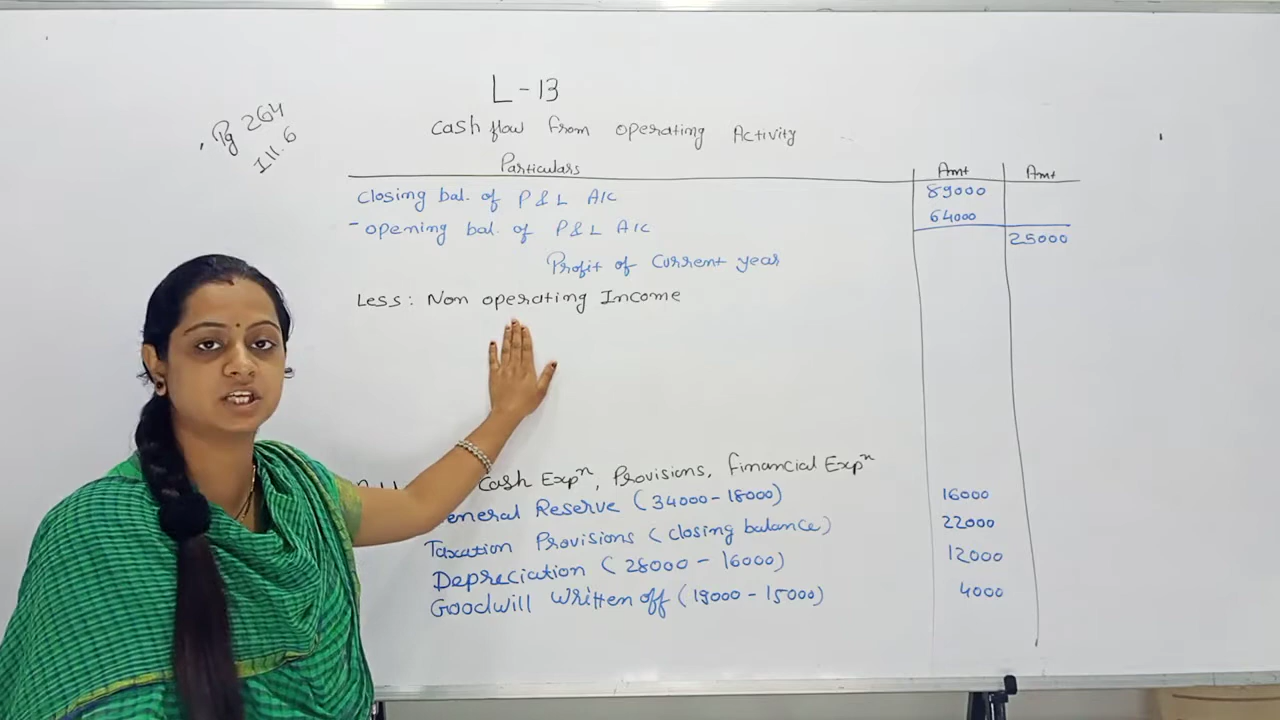 L-13
Pg 264
Ill.6
Cash flow from operating Activity
Particulars Amt Amt
Closing bal. of P & L A/c 89000
- opening bal. of P & L A/c 64000
25000
Profit of Current year
Less: Non operating Income
Cash Expⁿ, Provisions, Financial Expⁿ
eneral Reserve (34000-18000) 16000
Taxation Provisions (closing balance) 22000
Depreciation (28000 - 16000) 12000
Goodwill written off (19000 - 15000) 4000